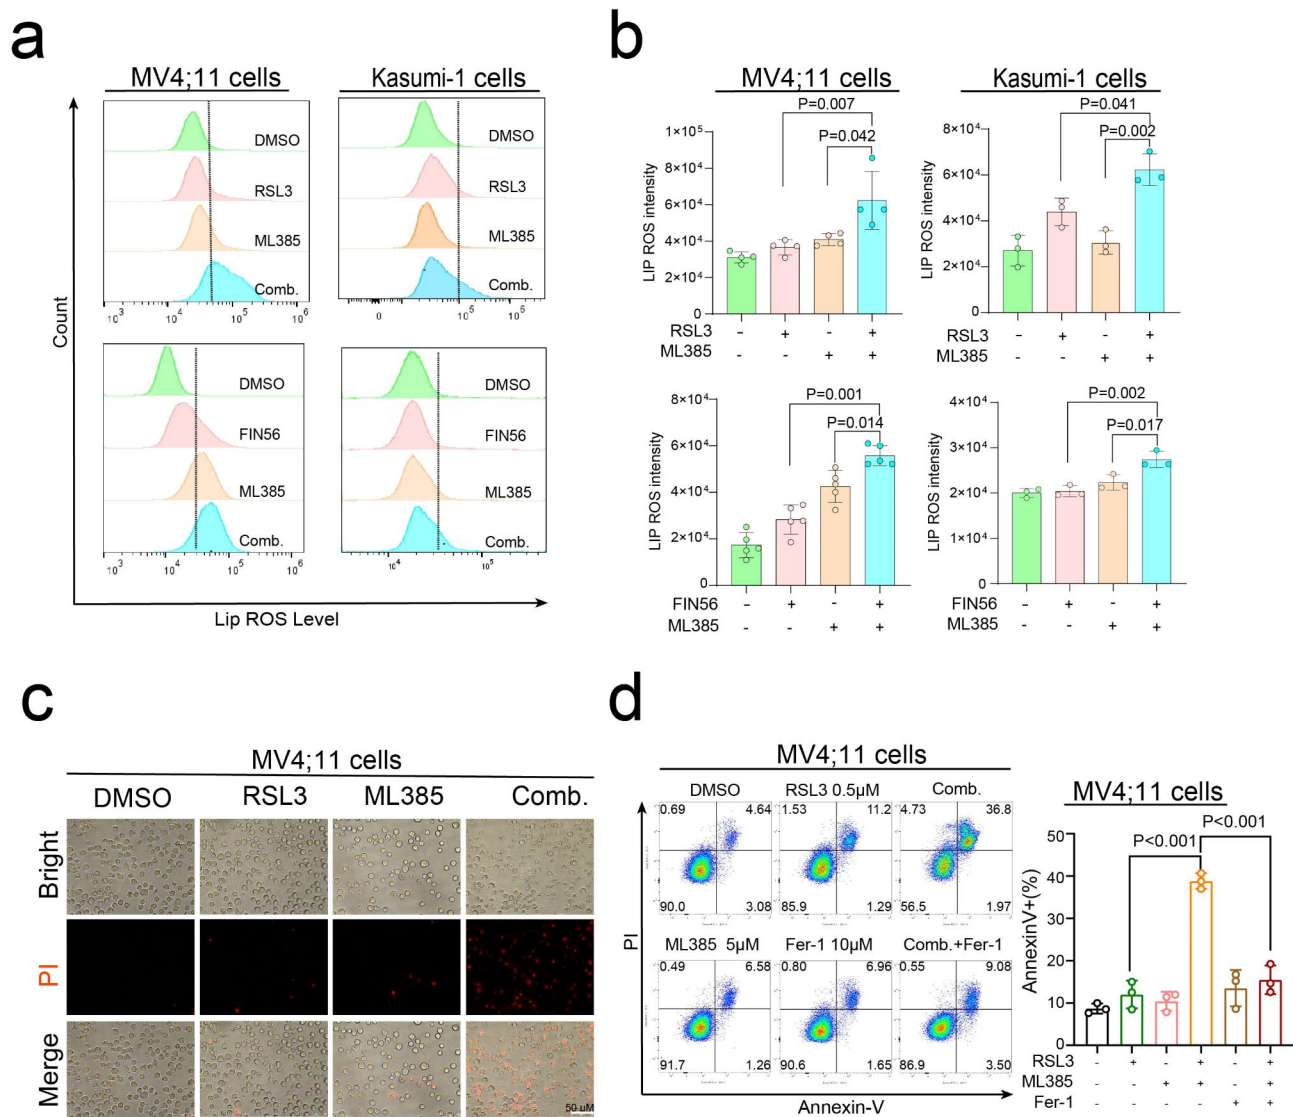 a
MV4;11 cells
Kasumi-1 cells
DMSO
RSL3
ML385
Comb.
10³ 10⁴ 10⁵ 10⁶
DMSO
RSL3
ML385
Comb.
0 10⁵ 10⁶
DMSO
FIN56
ML385
Comb.
10³ 10⁴ 10⁵ 10⁶
DMSO
FIN56
ML385
Comb.
10⁴ 10⁵
Count
Lip ROS Level
b
MV4;11 cells
Kasumi-1 cells
P=0.007
P=0.042
LIP ROS intensity
1×10⁵
8×10⁴
6×10⁴
4×10⁴
2×10⁴
0
RSL3 - + - +
ML385 - - + +
P=0.041
P=0.002
LIP ROS intensity
8×10⁴
6×10⁴
4×10⁴
2×10⁴
0
RSL3 - + - +
ML385 - - + +
P=0.001
P=0.014
LIP ROS intensity
8×10⁴
6×10⁴
4×10⁴
2×10⁴
0
FIN56 - + - +
ML385 - - + +
P=0.002
P=0.017
LIP ROS intensity
4×10⁴
3×10⁴
2×10⁴
1×10⁴
0
FIN56 - + - +
ML385 - - + +
c
MV4;11 cells
DMSO RSL3 ML385 Comb.
Bright
PI
Merge
50 uM
d
MV4;11 cells
DMSO RSL3 0.5μM Comb.
0.69 4.64 1.53 11.2 4.73 36.8
90.0 3.08 85.9 1.29 56.5 1.97
ML385 5μM Fer-1 10μM Comb.+Fer-1
0.49 6.58 0.80 6.96 0.55 9.08
91.7 1.26 90.6 1.65 86.9 3.50
PI
Annexin-V
MV4;11 cells
P<0.001
P<0.001
AnnexinV+(%)
50
40
30
20
10
0
RSL3 - + - + - +
ML385 - - + + - +
Fer-1 - - - - + +